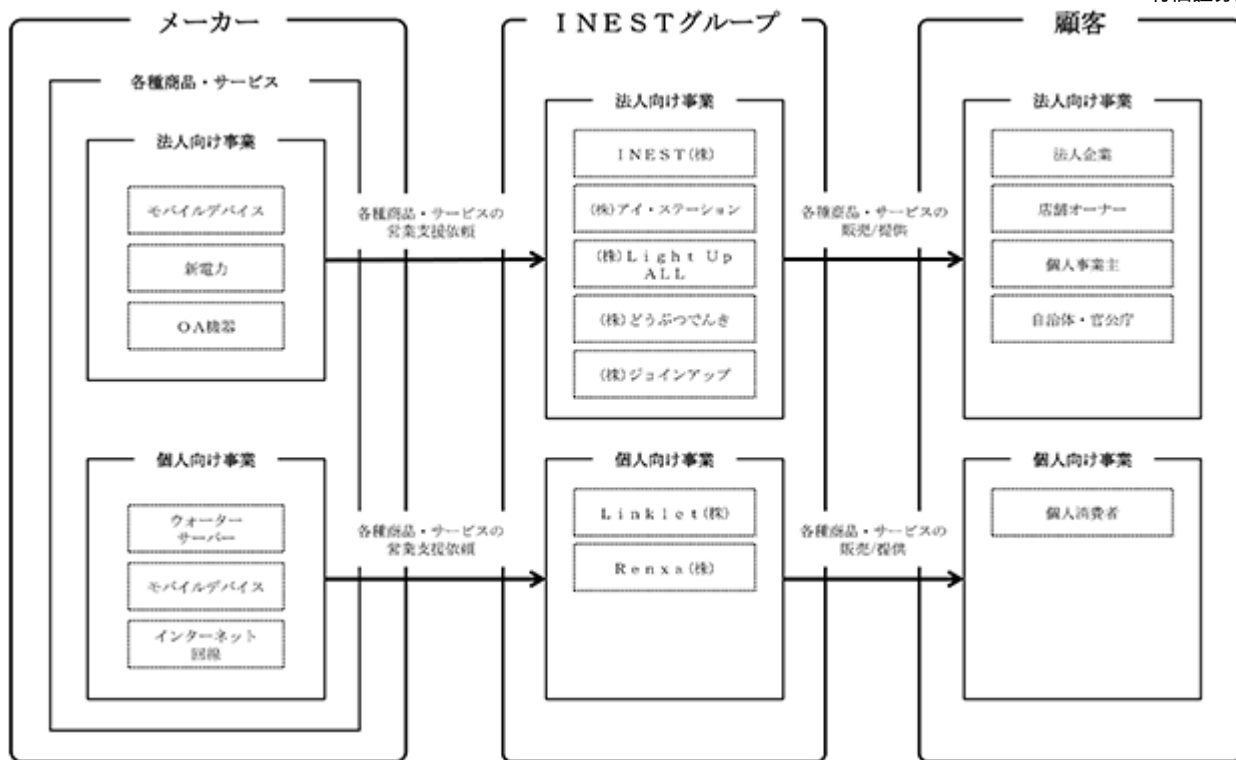 メーカー
各種商品・サービス
法人向け事業
モバイルデバイス
新電力
OA機器
個人向け事業
ウォーター
サーバー
モバイルデバイス
インターネット
回線
各種商品・サービスの
営業支援依頼
各種商品・サービスの
営業支援依頼
INESTグループ
法人向け事業
INEST(株)
(株)アイ・ステーション
(株)Light Up
ALL
(株)どうぶつでんき
(株)ジョインアップ
個人向け事業
Linklet(株)
Renxa(株)
各種商品・サービスの
販売/提供
各種商品・サービスの
販売/提供
顧客
法人向け事業
法人企業
店舗オーナー
個人事業主
自治体・官公庁
個人向け事業
個人消費者